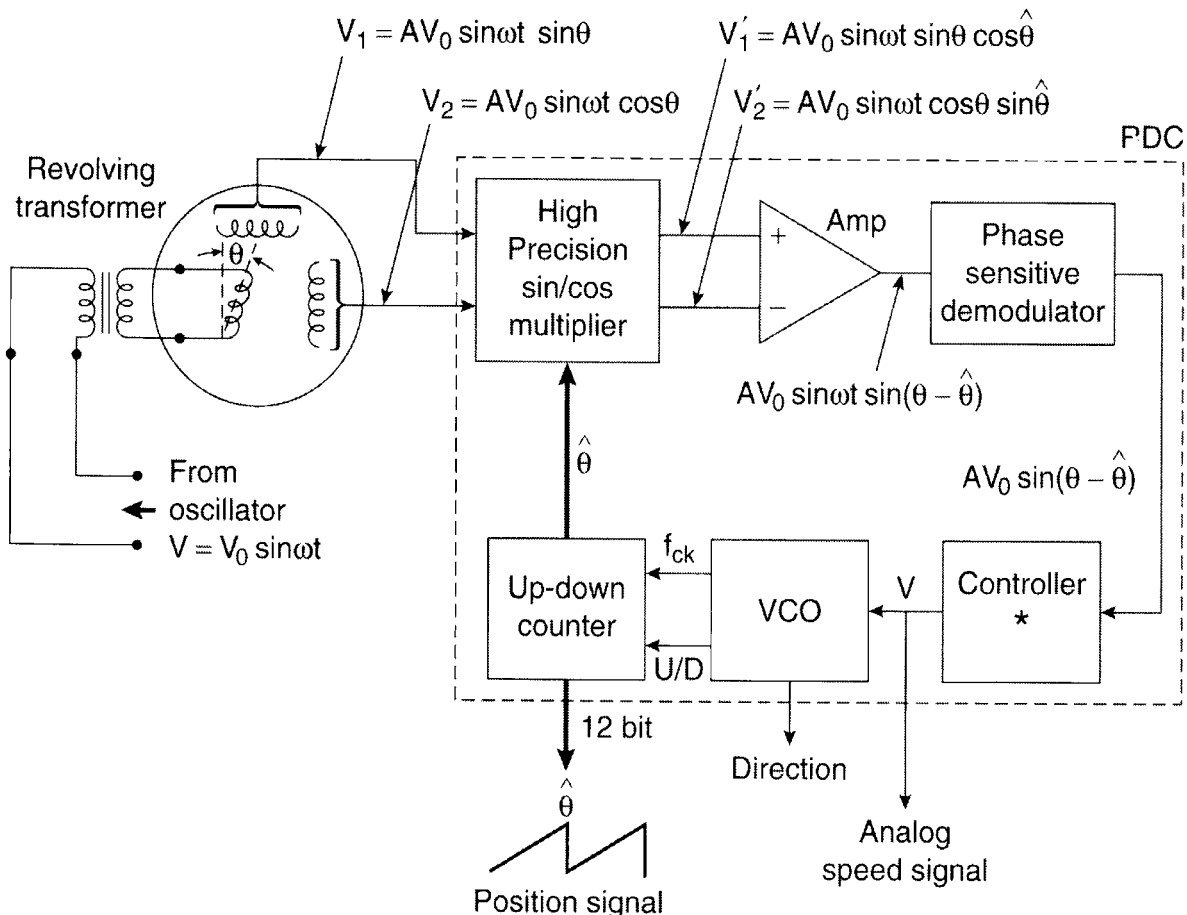 V₁ = AV₀ sinωt sinθ
V₂ = AV₀ sinωt cosθ
V₁′ = AV₀ sinωt sinθ cosθ̂
V₂′ = AV₀ sinωt cosθ sinθ̂
PDC
Revolving
transformer
θ
High
Precision
sin/cos
multiplier
+
−
Amp
Phase
sensitive
demodulator
AV₀ sinωt sin(θ − θ̂)
AV₀ sin(θ − θ̂)
From
oscillator
V = V₀ sinωt
θ̂
Up-down
counter
f_ck
U/D
VCO
V
Controller
*
12 bit
Direction
θ̂
Position signal
Analog
speed signal